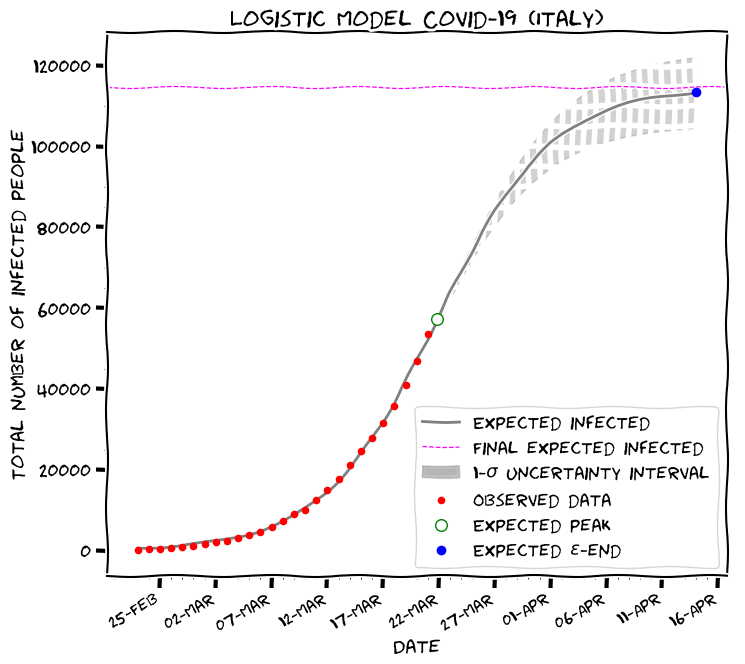 LOGISTIC MODEL COVID-19 (ITALY)
TOTAL NUMBER OF INFECTED PEOPLE
120000
100000
80000
60000
40000
20000
0
EXPECTED INFECTED
FINAL EXPECTED INFECTED
1-σ UNCERTAINTY INTERVAL
OBSERVED DATA
EXPECTED PEAK
EXPECTED ε-END
25-FEB 02-MAR 07-MAR 12-MAR 17-MAR 22-MAR 27-MAR 01-APR 06-APR 11-APR 16-APR
DATE